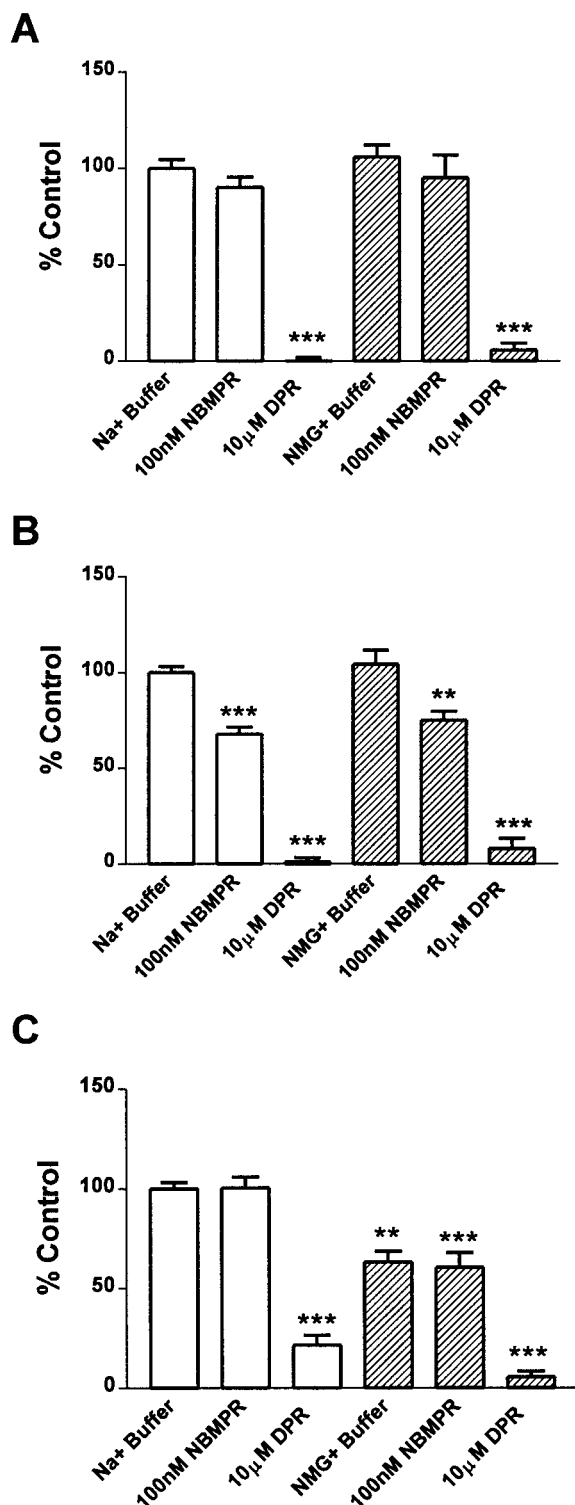 A
150
100
50
0
% Control
***
***
Na+ Buffer
100nM NBMPR
10μM DPR
NMG+ Buffer
100nM NBMPR
10μM DPR
B
150
100
50
0
% Control
***
***
**
***
Na+ Buffer
100nM NBMPR
10μM DPR
NMG+ Buffer
100nM NBMPR
10μM DPR
C
150
100
50
0
% Control
***
**
***
***
Na+ Buffer
100nM NBMPR
10μM DPR
NMG+ Buffer
100nM NBMPR
10μM DPR